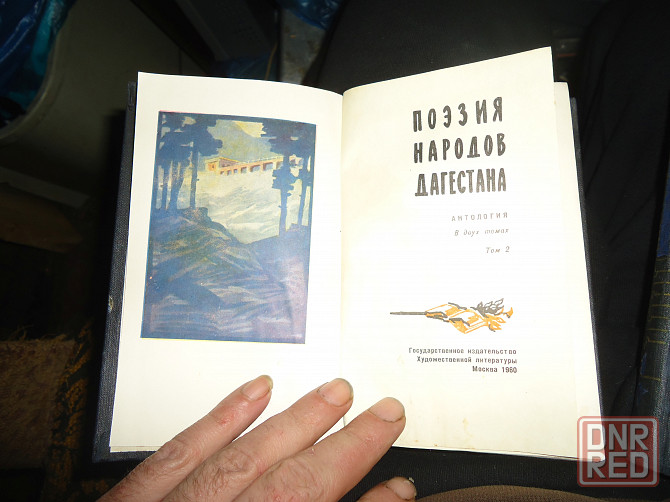 ПОЭЗИЯ
НАРОДОВ
ДАГЕСТАНА
АНТОЛОГИЯ
В двух томах
Том 2
Государственное издательство
Художественной литературы
Москва 1960
DNR
RED